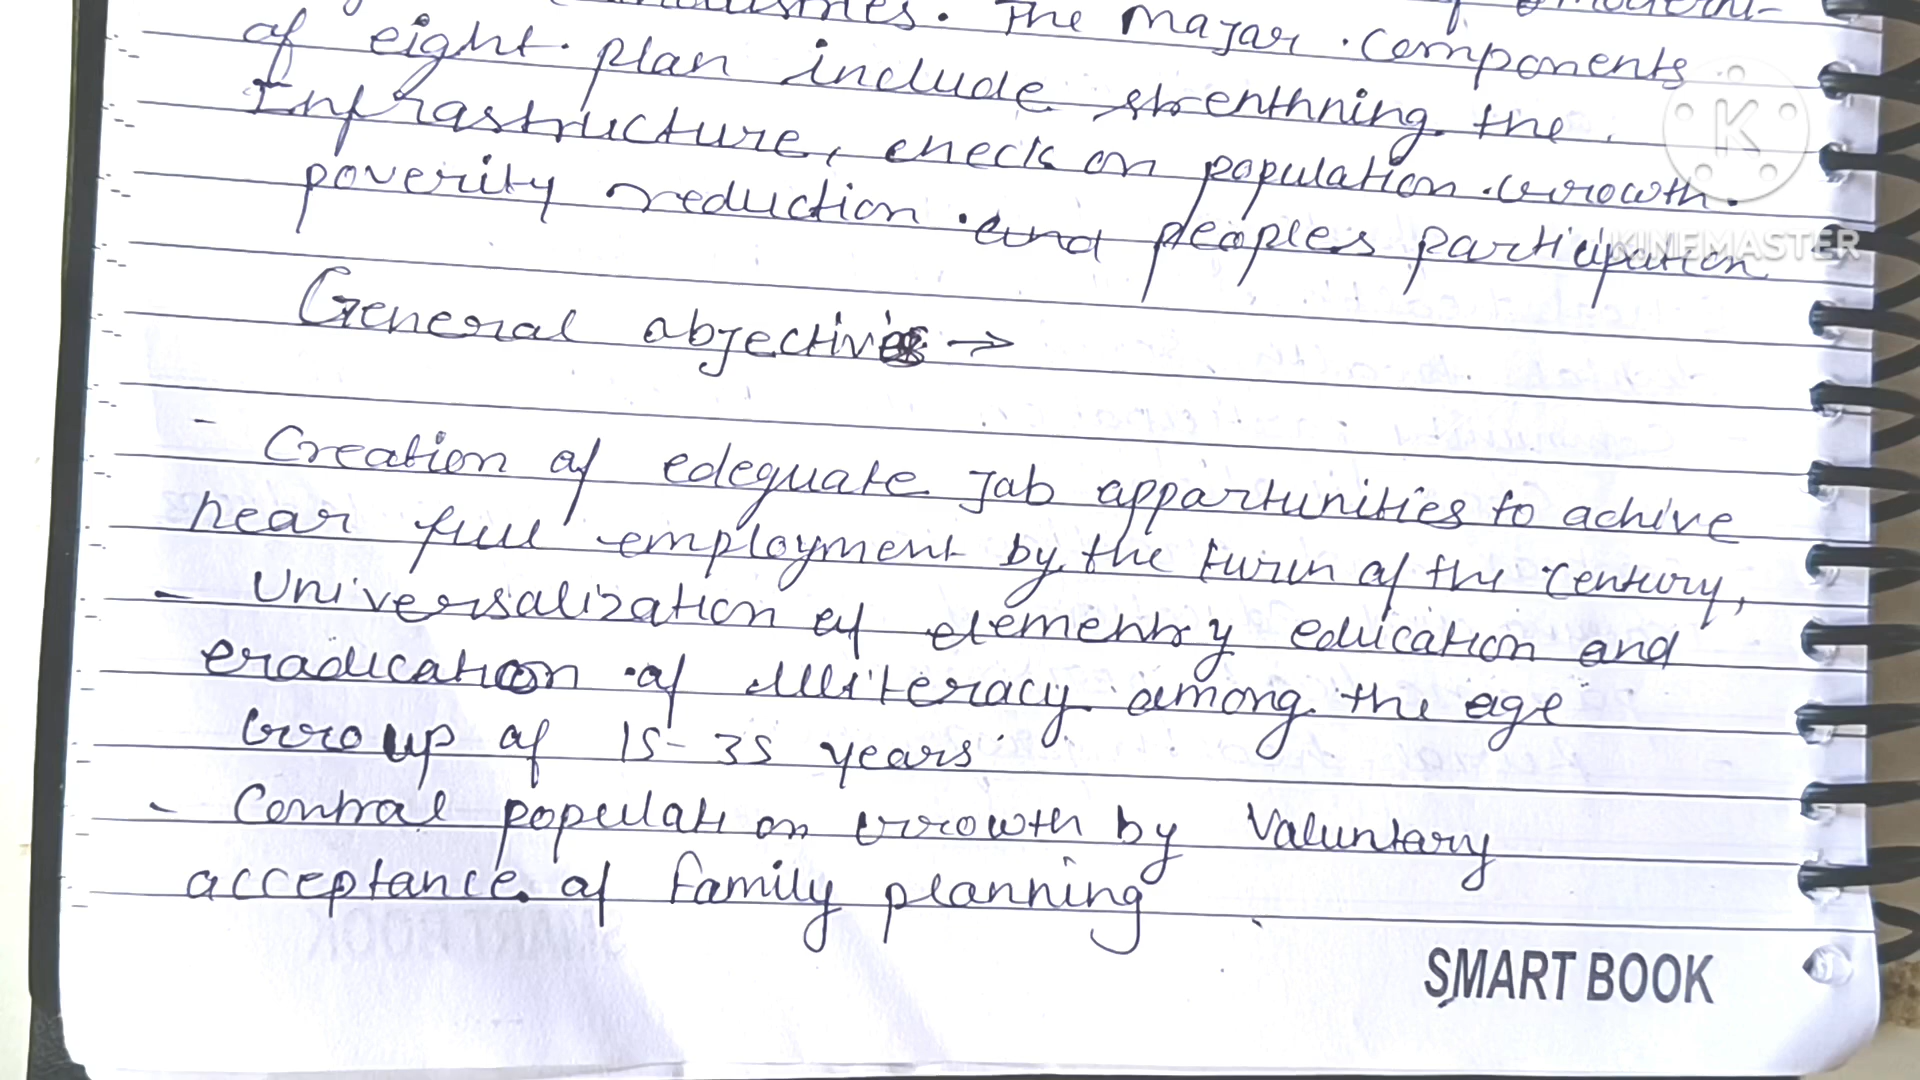 industries. The Major components
of eight plan include strenthning the
Infrastructure, check on population Growth.
poverity reduction and peoples participation
General objectives →
- Creation of edequate Job opportunities to achive
near full employment by the turn of the century,
- Universalization of elementry education and
eradication of illiteracy among the age
Group of 15-35 years.
- Control population Growth by Valuntary
acceptance of family planning
SMART BOOK
K
KINEMASTER